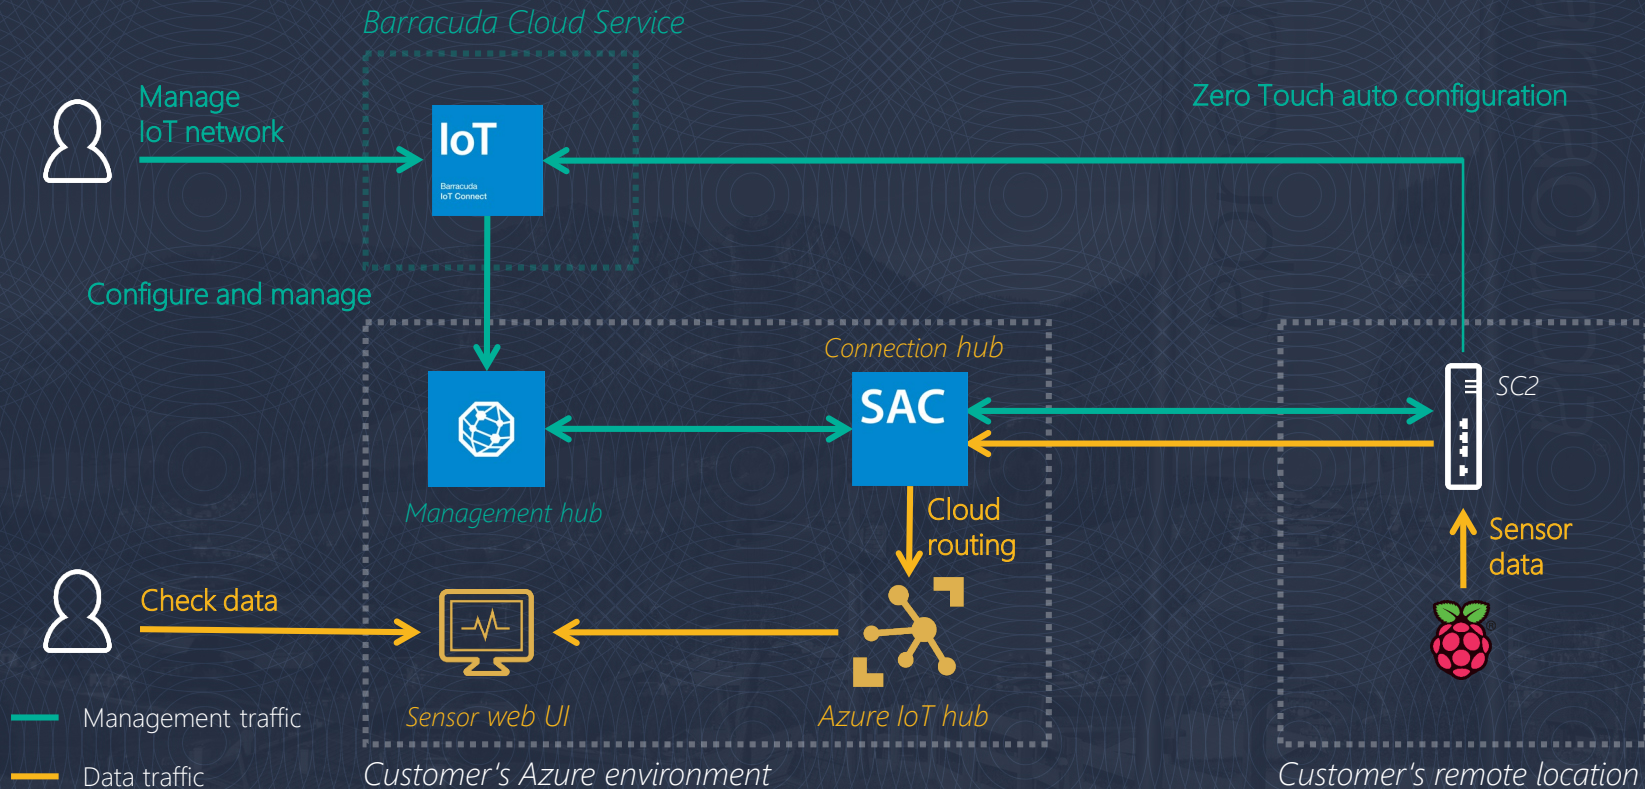 Barracuda Cloud Service
Manage
IoT network
IoT
Barracuda
IoT Connect
Zero Touch auto configuration
Configure and manage
Connection hub
SAC
SC2
Management hub
Cloud
routing
Sensor
data
Check data
®
Sensor web UI
Azure IoT hub
Management traffic
Data traffic
Customer's Azure environment
Customer's remote location